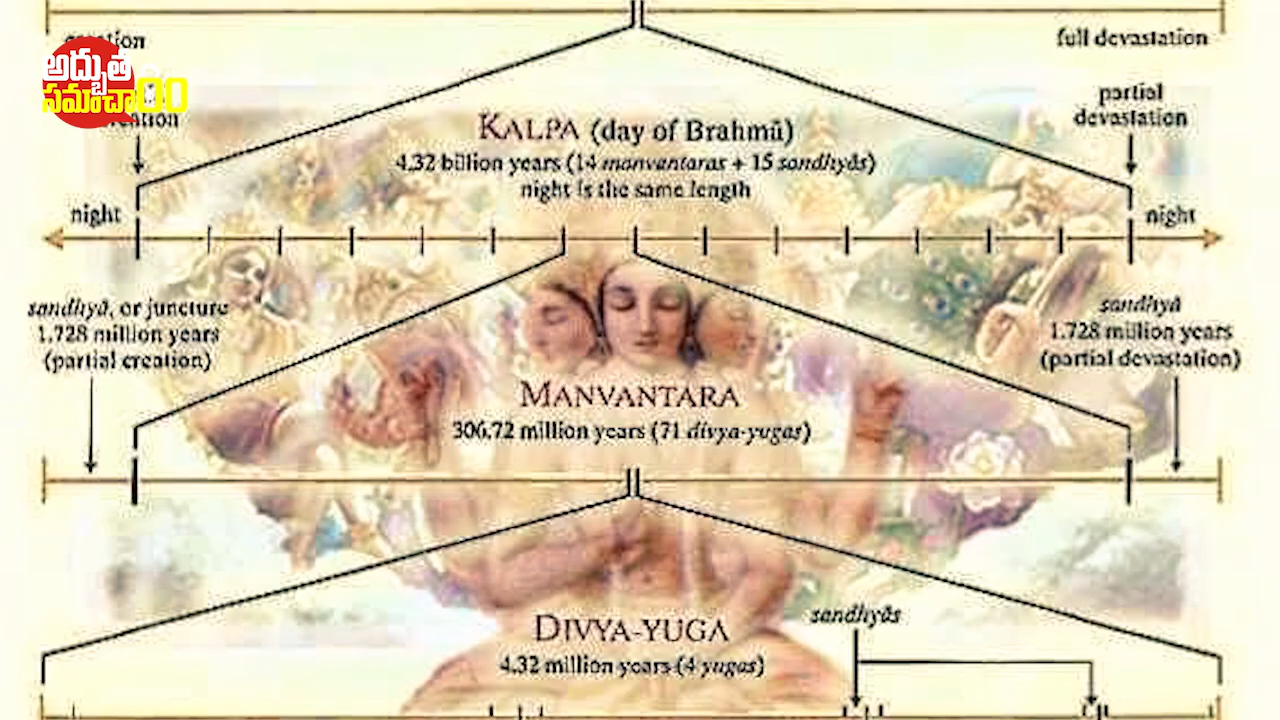 full devastation
అద్భుత
partial
devastation
KALPA (day of Brahmā)
4.32 billion years (14 manvantaras + 15 sandhyās)
night is the same length
night
night
sandhyā, or juncture
1.728 million years
(partial creation)
sandhyā
1.728 million years
(partial devastation)
MANVANTARA
306.72 million years (71 divya-yugas)
DIVYA-YUGA
4.32 million years (4 yugas)
sandhyās